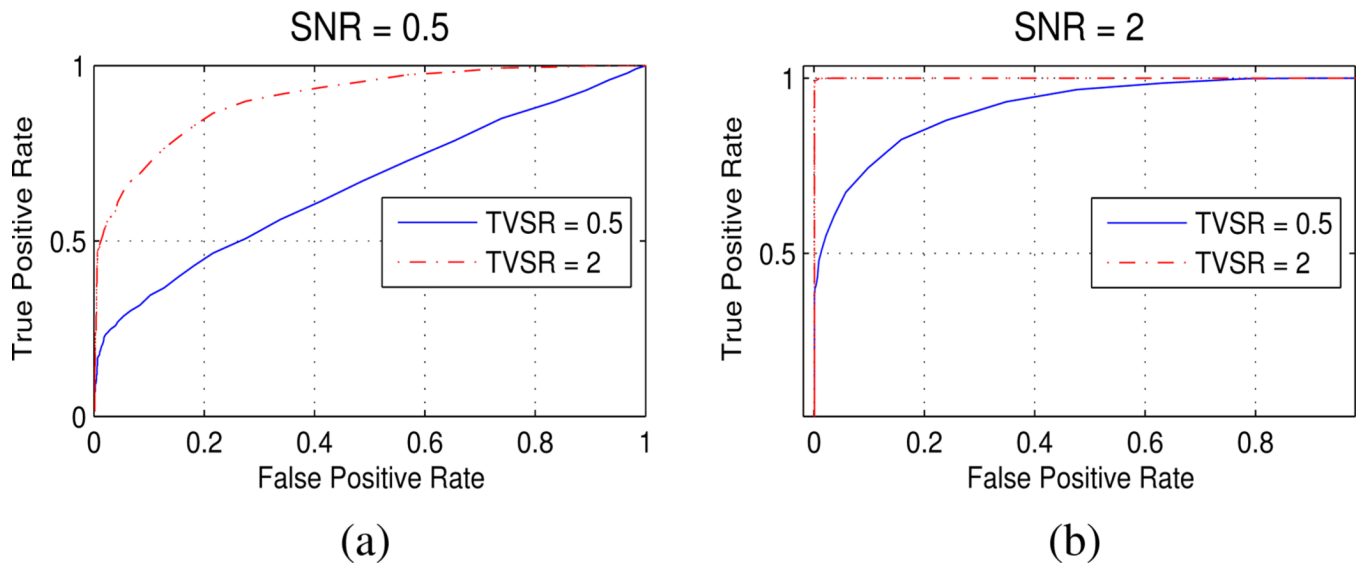 SNR = 0.5
1
0.5
0
0
0.2
0.4
0.6
0.8
1
True Positive Rate
False Positive Rate
TVSR = 0.5
TVSR = 2
(a)
SNR = 2
1
0.5
0
0.2
0.4
0.6
0.8
True Positive Rate
False Positive Rate
TVSR = 0.5
TVSR = 2
(b)